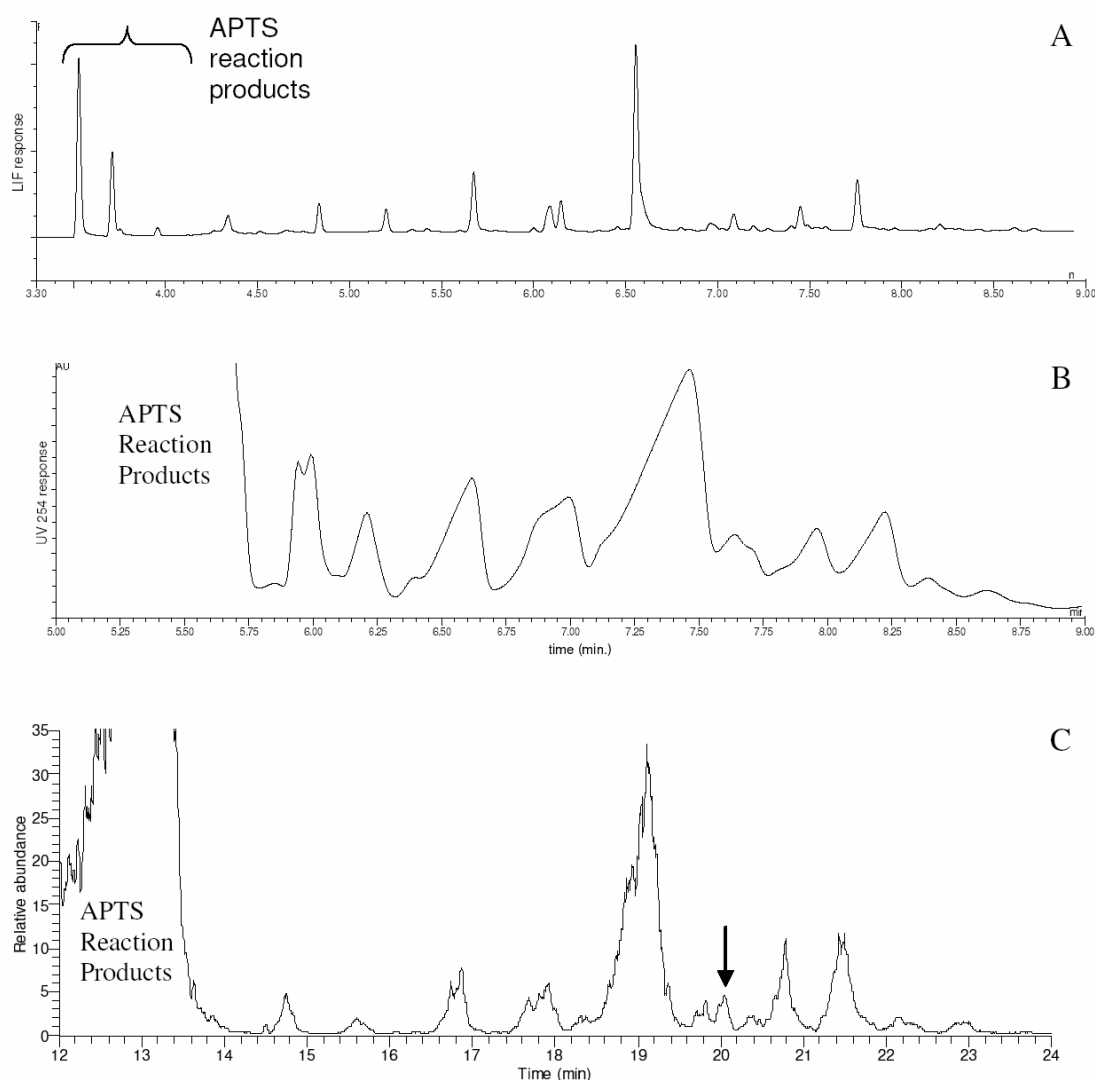 APTS
reaction
products
A
LIF response
3.30 4.00 4.50 5.00 5.50 6.00 6.50 7.00 7.50 8.00 8.50 9.00
n
AU
B
APTS
Reaction
Products
UV 254 response
mir
5.00 5.25 5.50 5.75 6.00 6.25 6.50 6.75 7.00 7.25 7.50 7.75 8.00 8.25 8.50 8.75 9.00
time (min.)
C
35
30
25
20
15
10
5
0
Relative abundance
APTS
Reaction
Products
12 13 14 15 16 17 18 19 20 21 22 23 24
Time (min)